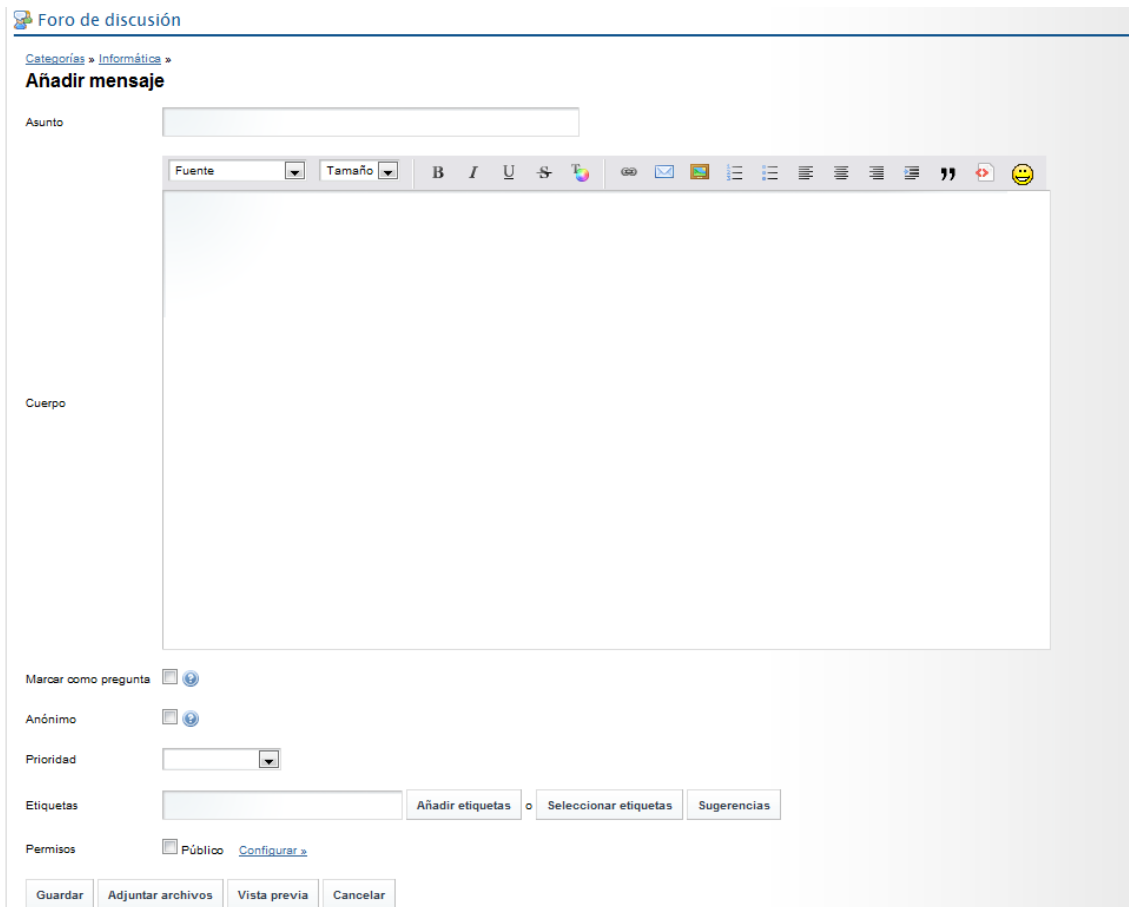 Foro de discusión
Categorías » Informática »
Añadir mensaje
Asunto
Fuente Tamaño B I U S T
Cuerpo
Marcar como pregunta
Anónimo
Prioridad
Etiquetas Añadir etiquetas o Seleccionar etiquetas Sugerencias
Permisos Público Configurar »
Guardar Adjuntar archivos Vista previa Cancelar